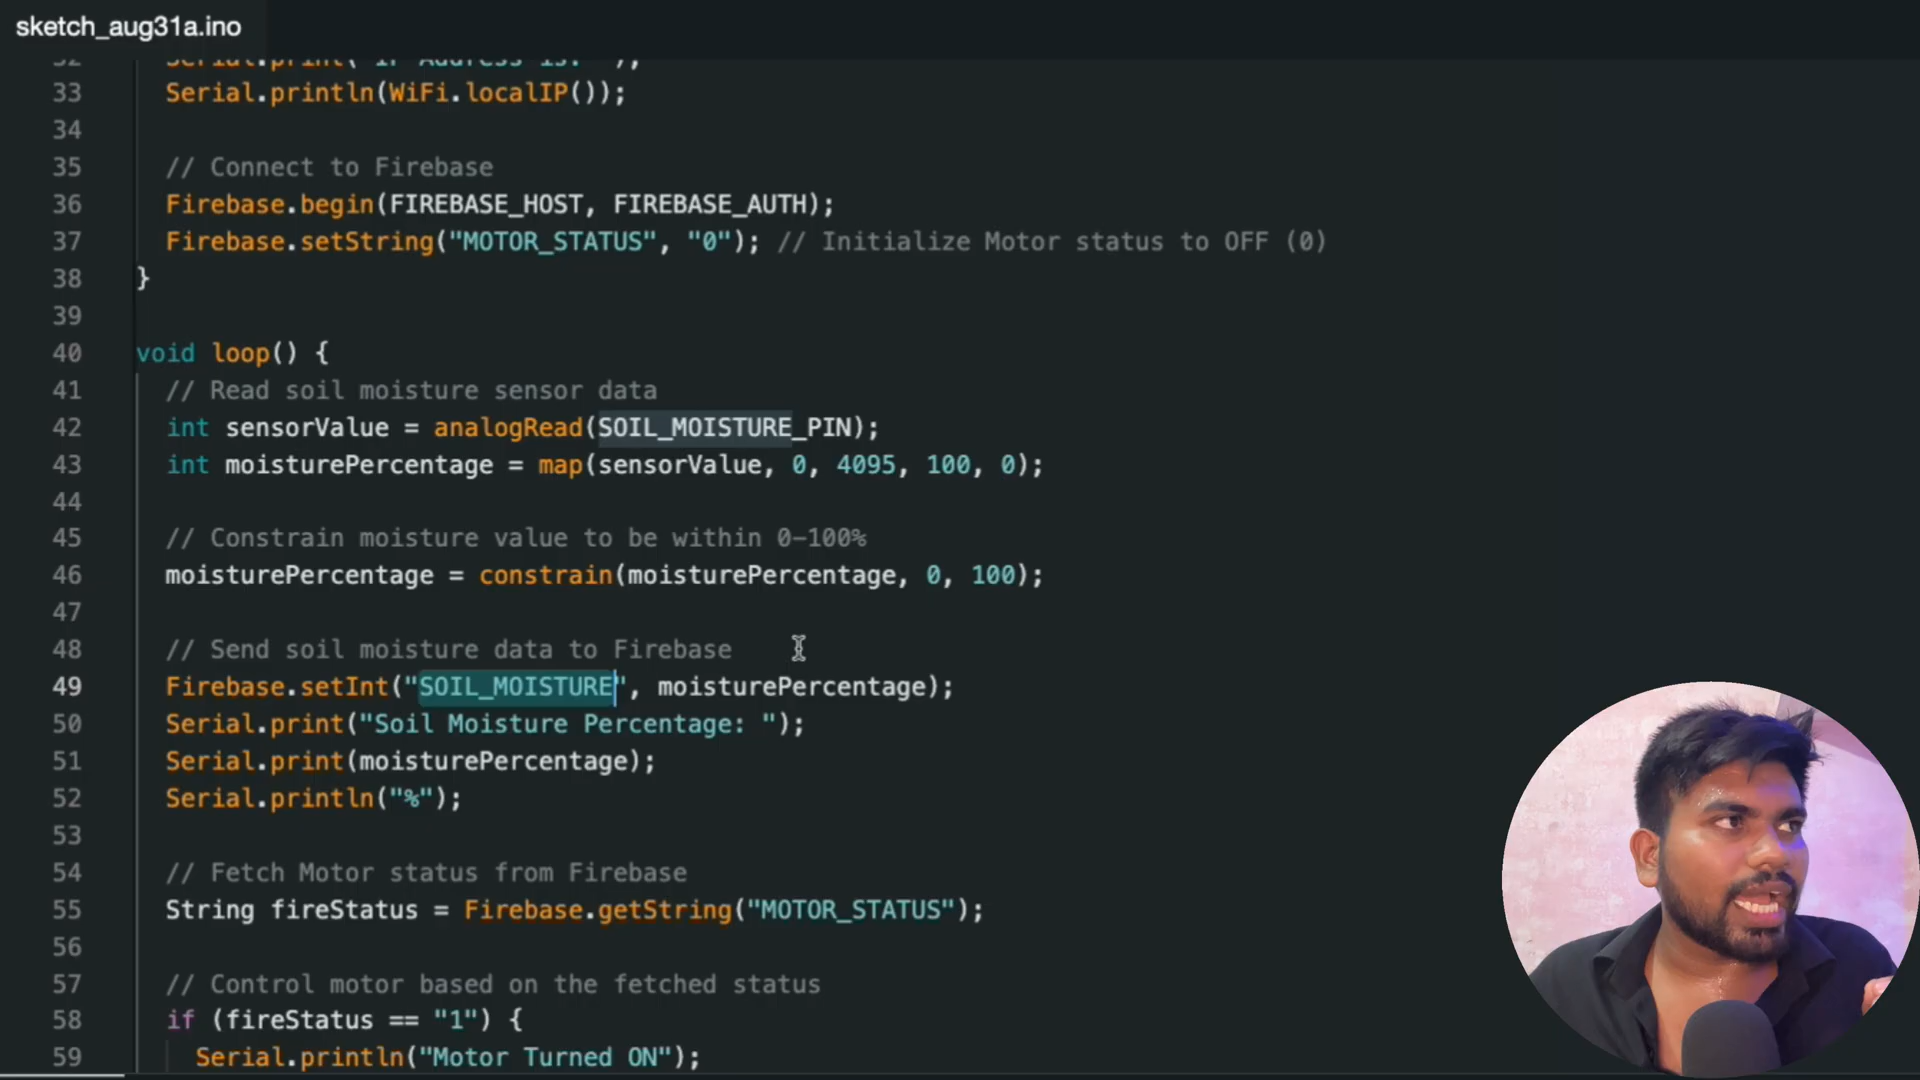 sketch_aug31a.ino
32 Serial.print("IP Address is: ");
33 Serial.println(WiFi.localIP());
34
35 // Connect to Firebase
36 Firebase.begin(FIREBASE_HOST, FIREBASE_AUTH);
37 Firebase.setString("MOTOR_STATUS", "0"); // Initialize Motor status to OFF (0)
38 }
39
40 void loop() {
41 // Read soil moisture sensor data
42 int sensorValue = analogRead(SOIL_MOISTURE_PIN);
43 int moisturePercentage = map(sensorValue, 0, 4095, 100, 0);
44
45 // Constrain moisture value to be within 0-100%
46 moisturePercentage = constrain(moisturePercentage, 0, 100);
47
48 // Send soil moisture data to Firebase
49 Firebase.setInt("SOIL_MOISTURE", moisturePercentage);
50 Serial.print("Soil Moisture Percentage: ");
51 Serial.print(moisturePercentage);
52 Serial.println("%");
53
54 // Fetch Motor status from Firebase
55 String fireStatus = Firebase.getString("MOTOR_STATUS");
56
57 // Control motor based on the fetched status
58 if (fireStatus == "1") {
59 Serial.println("Motor Turned ON");